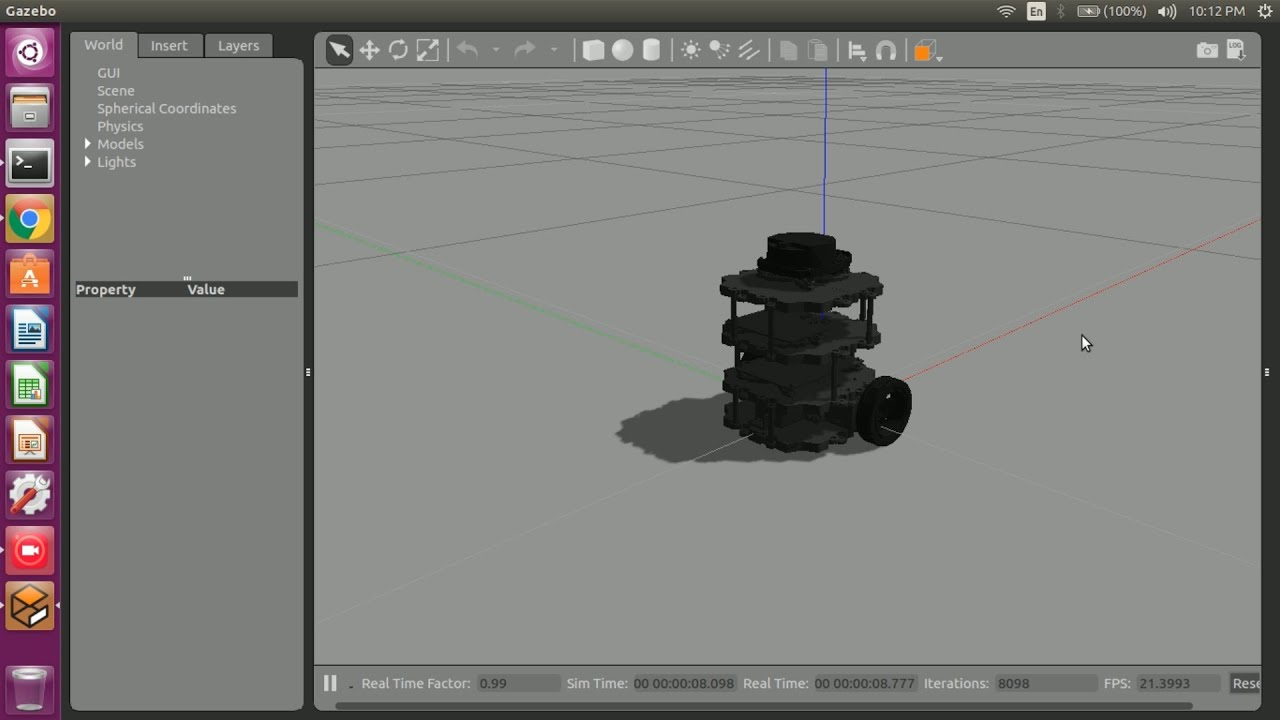 Gazebo
En
(100%)
10:12 PM
World Insert Layers
GUI
Scene
Spherical Coordinates
Physics
Models
Lights
Property Value
LOG
Real Time Factor: 0.99 Sim Time: 00 00:00:08.098 Real Time: 00 00:00:08.777 Iterations: 8098 FPS: 21.3993 Rese